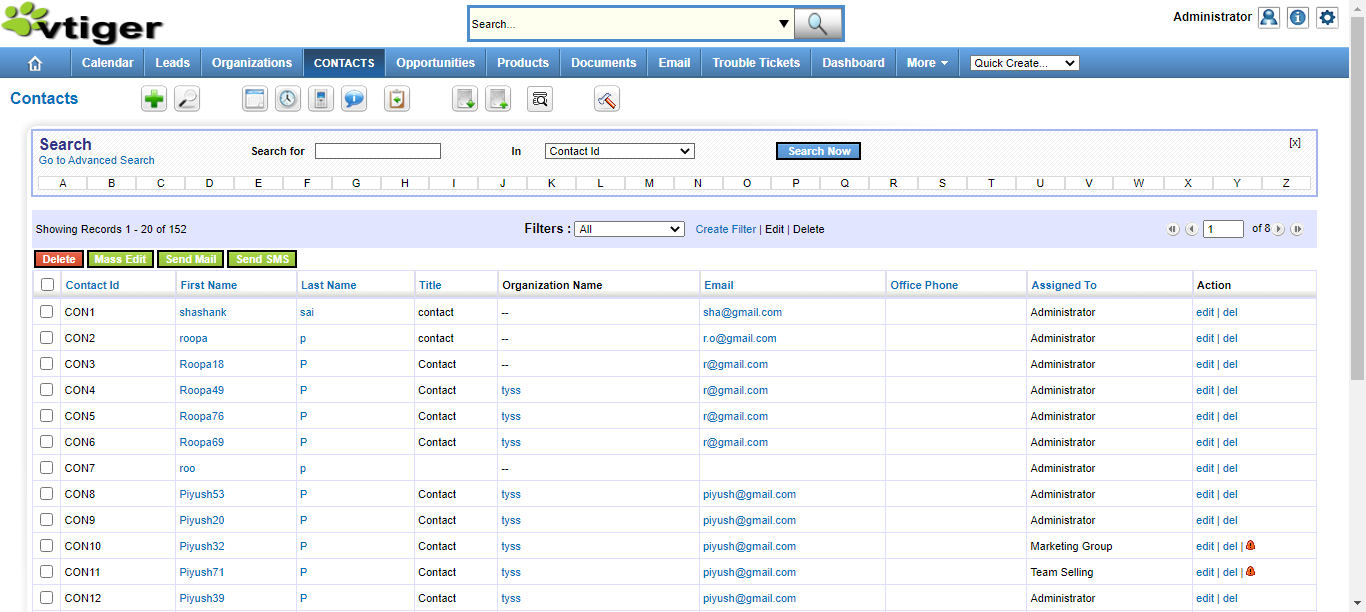 vtiger
Search...
Administrator
Calendar Leads Organizations CONTACTS Opportunities Products Documents Email Trouble Tickets Dashboard More Quick Create...
Contacts
Search
[x]
Go to Advanced Search
Search for In Contact Id Search Now
A B C D E F G H I J K L M N O P Q R S T U V W X Y Z
Showing Records 1 - 20 of 152 Filters : All Create Filter | Edit | Delete 1 of 8
Delete Mass Edit Send Mail Send SMS
Contact Id First Name Last Name Title Organization Name Email Office Phone Assigned To Action
CON1 shashank sai contact -- sha@gmail.com Administrator edit | del
CON2 roopa p contact -- r.o@gmail.com Administrator edit | del
CON3 Roopa18 P Contact -- r@gmail.com Administrator edit | del
CON4 Roopa49 P Contact tyss r@gmail.com Administrator edit | del
CON5 Roopa76 P Contact tyss r@gmail.com Administrator edit | del
CON6 Roopa69 P Contact tyss r@gmail.com Administrator edit | del
CON7 roo p -- Administrator edit | del
CON8 Piyush53 P Contact tyss piyush@gmail.com Administrator edit | del
CON9 Piyush20 P Contact tyss piyush@gmail.com Administrator edit | del
CON10 Piyush32 P Contact tyss piyush@gmail.com Marketing Group edit | del |
CON11 Piyush71 P Contact tyss piyush@gmail.com Team Selling edit | del |
CON12 Piyush39 P Contact tyss piyush@gmail.com Administrator edit | del